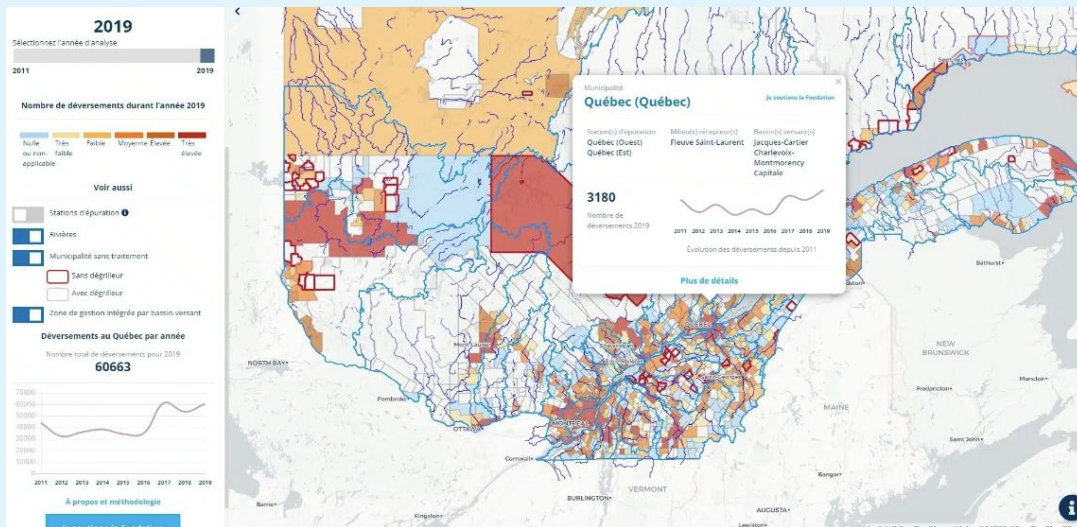 2019
Sélectionnez l'année d'analyse
2011 2019
Nombre de déversements durant l'année 2019
Nulle ou non-applicable
Très faible
Faible
Moyenne
Élevée
Très élevée
Voir aussi
Stations d'épuration
Rivières
Municipalité sans traitement
Sans dégrilleur
Avec dégrilleur
Zone de gestion intégrée par bassin-versant
Déversements au Québec par année
Nombre total de déversements pour 2019
60663
70000
60000
50000
40000
30000
20000
10000
0
2011 2012 2013 2014 2015 2016 2017 2018 2019
À propos et méthodologie
Municipalité
Québec (Québec)
Je soutiens la Fondation
Station(s) d'épuration
Québec (Ouest)
Québec (Est)
Milieu(x) récepteur(s)
Fleuve Saint-Laurent
Bassin(s) versant(s)
Jacques-Cartier
Charlevoix-
Montmorency
Capitale
3180
Nombre de
déversements 2019
2011 2012 2013 2014 2015 2016 2017 2018 2019
Évolution des déversements depuis 2011
Plus de détails
Bathurst
NORTH BAY
Pembroke
OTTAWA
MONTRÉAL
QUÉBEC
Cornwall
NEW
BRUNSWICK
Fredericton
Moncton
MAINE
Saint John
Bangor
VERMONT
BURLINGTON
AUGUSTA
Lewiston
Barrie
Kingston